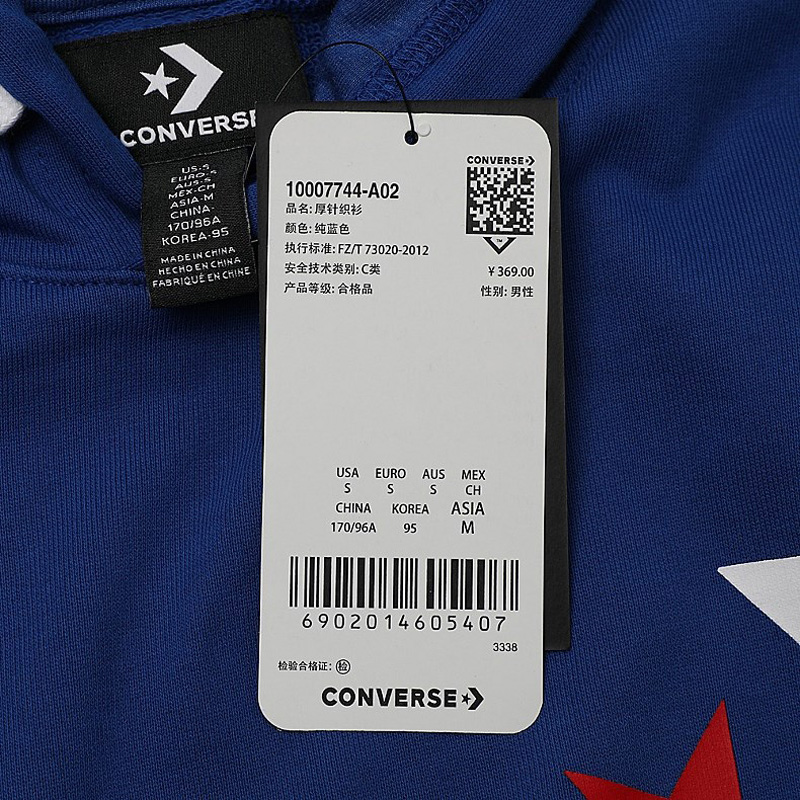 CONVERSE
US-S
EURO-S
AUS-S
MEX-CH
ASIA-M
CHINA-
170/96A
KOREA-95
MADE IN CHINA
HECHO EN CHINA
FABRIQUÉ EN CHINE
CONVERSE
10007744-A02
品名: 厚针织衫
颜色: 纯蓝色
执行标准: FZ/T 73020-2012
安全技术类别: C类
产品等级: 合格品
™
¥ 369.00
性别: 男性
USA EURO AUS MEX
S S S CH
CHINA KOREA ASIA
170/96A 95 M
6902014605407
3338
检验合格证: 检
CONVERSE